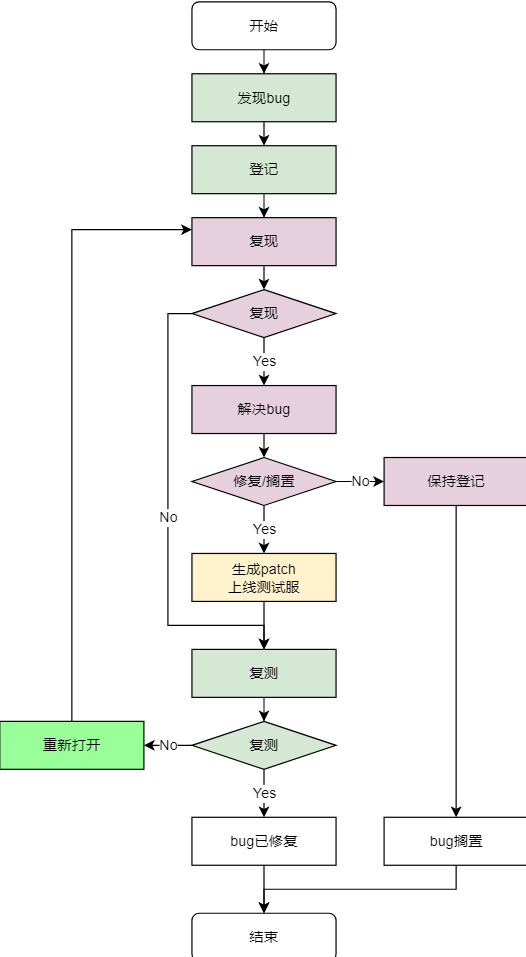 开始
发现bug
登记
复现
复现
Yes
解决bug
修复/搁置
No
保持登记
No
Yes
生成patch
上线测试服
复测
重新打开
No
复测
Yes
bug已修复
bug搁置
结束